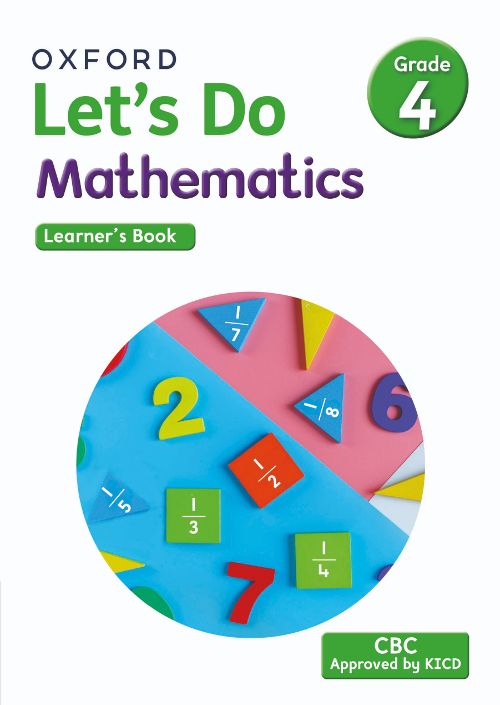 OXFORD
Let's Do
Mathematics
Grade
4
Learner's Book
1/7
1/8
2
6
1/2
1/5
1/3
1/4
7
CBC
Approved by KICD